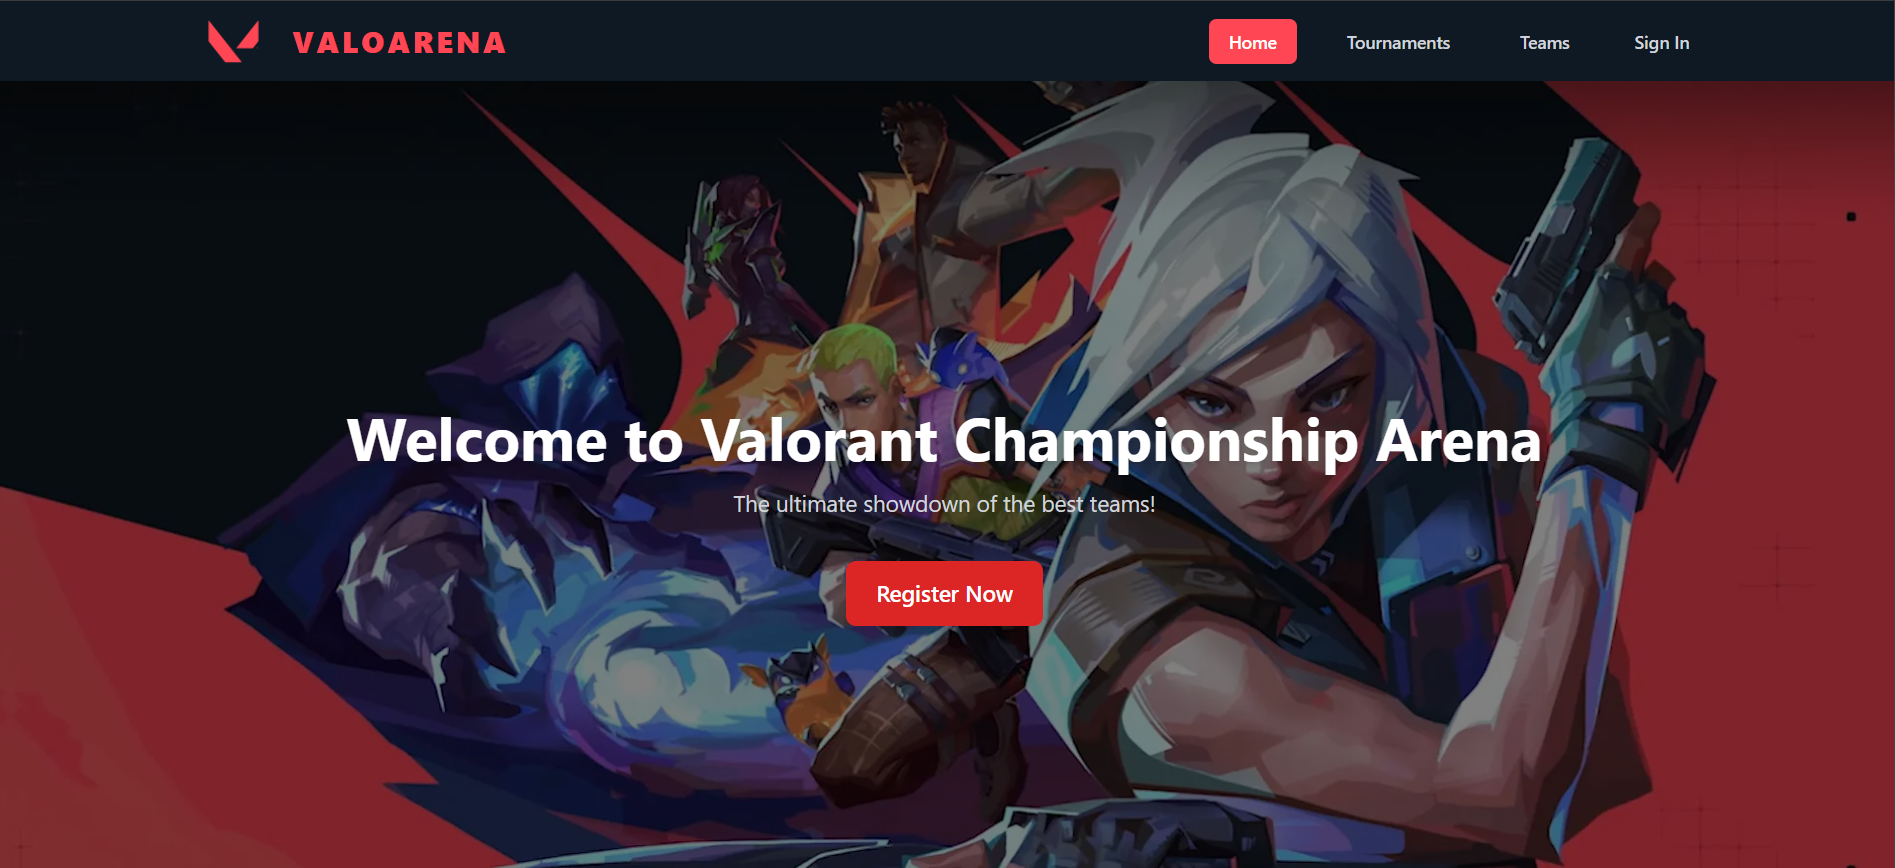 VALOARENA
Home
Tournaments
Teams
Sign In
Welcome to Valorant Championship Arena
The ultimate showdown of the best teams!
Register Now